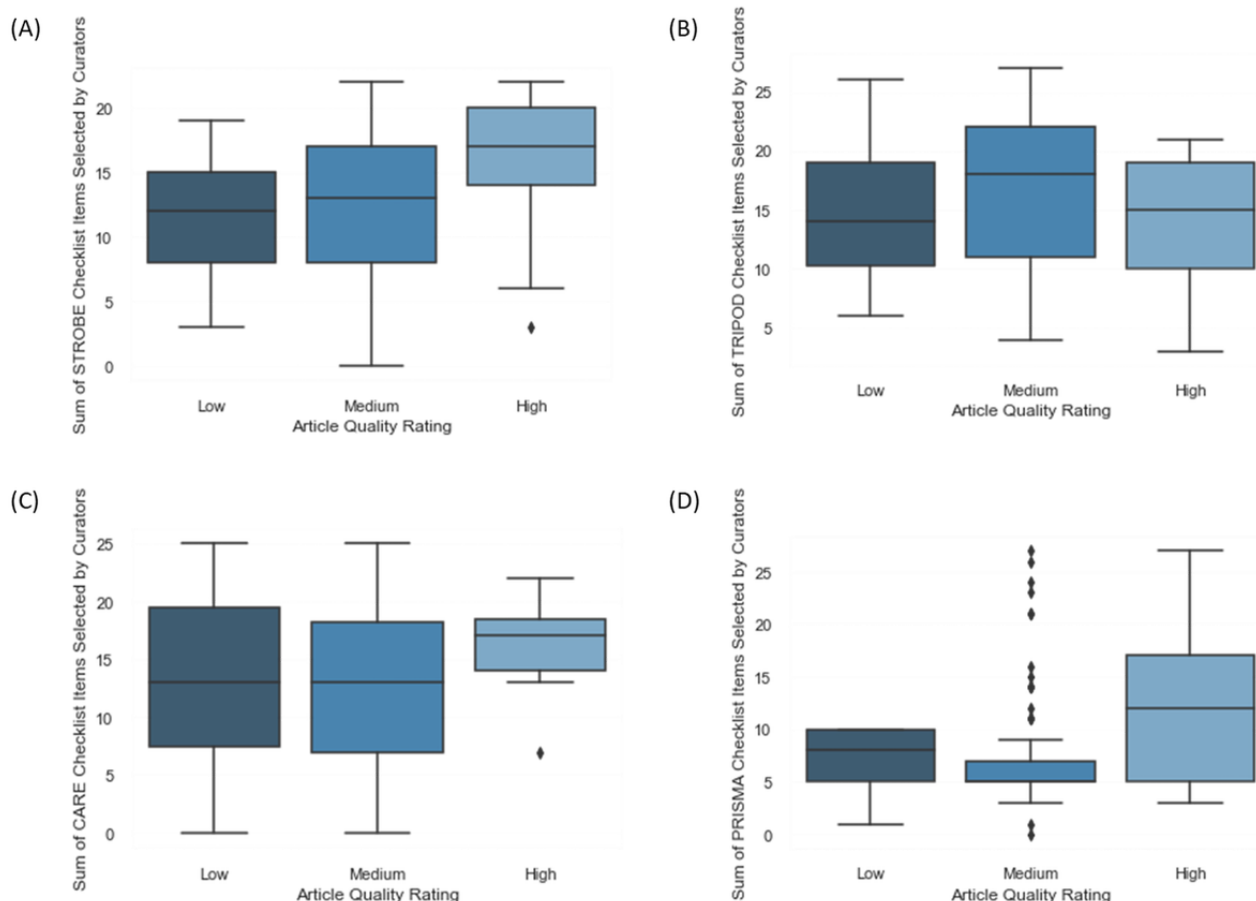 (A)
Sum of STROBE Checklist Items Selected by Curators
20
15
10
5
0
Low Medium High
Article Quality Rating
(B)
Sum of TRIPOD Checklist Items Selected by Curators
25
20
15
10
5
Low Medium High
Article Quality Rating
(C)
Sum of CARE Checklist Items Selected by Curators
25
20
15
10
5
0
Low Medium High
Article Quality Rating
(D)
Sum of PRISMA Checklist Items Selected by Curators
25
20
15
10
5
0
Low Medium High
Article Quality Rating